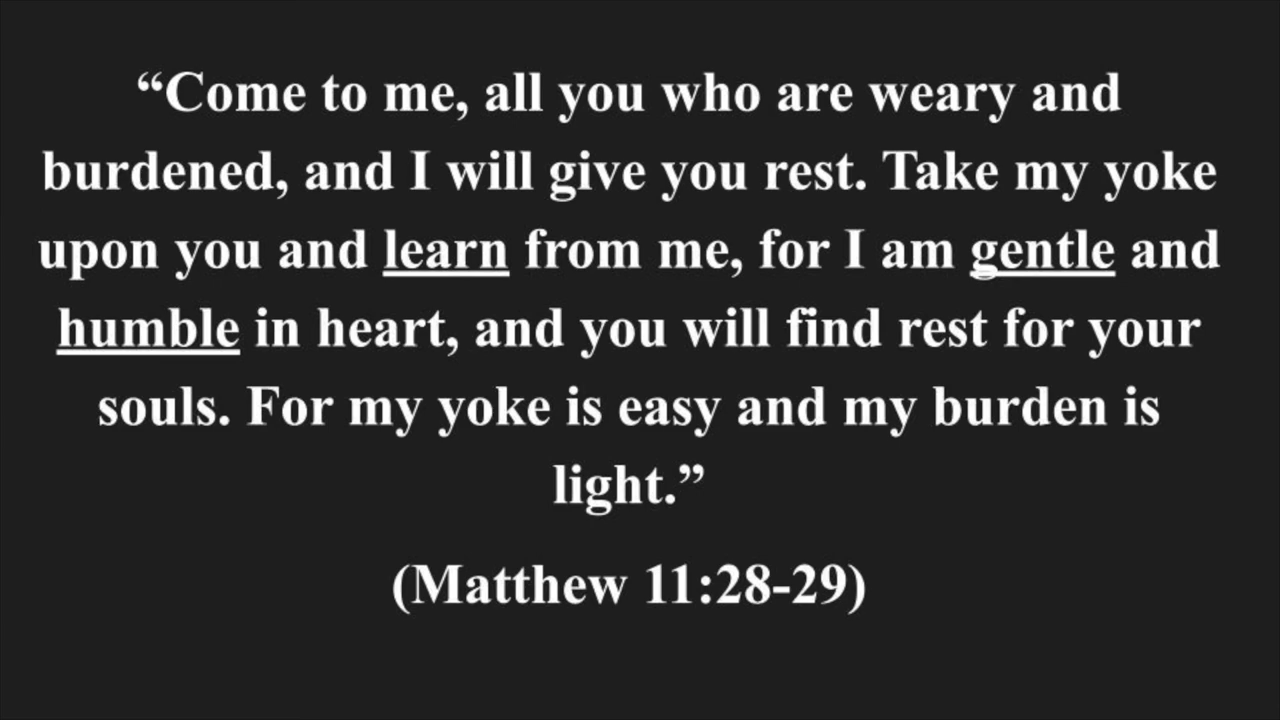 “Come to me, all you who are weary and
burdened, and I will give you rest. Take my yoke
upon you and learn from me, for I am gentle and
humble in heart, and you will find rest for your
souls. For my yoke is easy and my burden is
light.”
(Matthew 11:28-29)